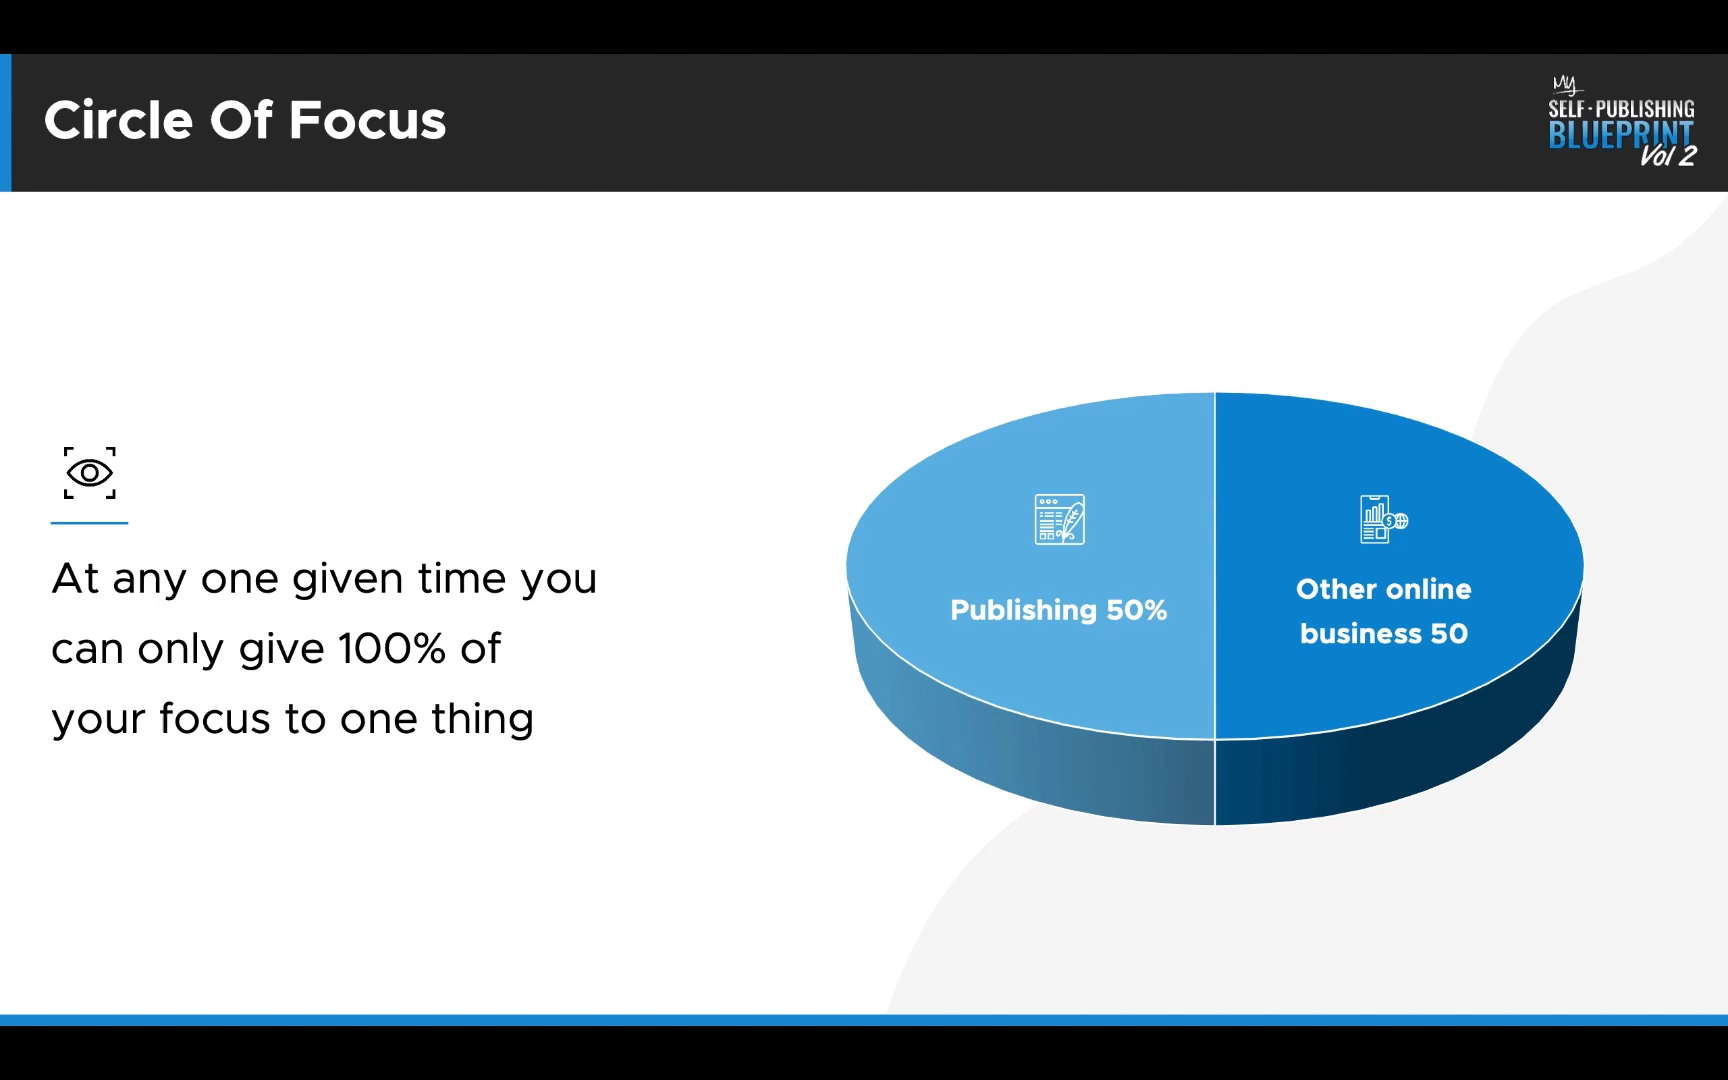 Circle Of Focus
My
SELF-PUBLISHING
BLUEPRINT
Vol 2
At any one given time you
can only give 100% of
your focus to one thing
Publishing 50%
Other online
business 50